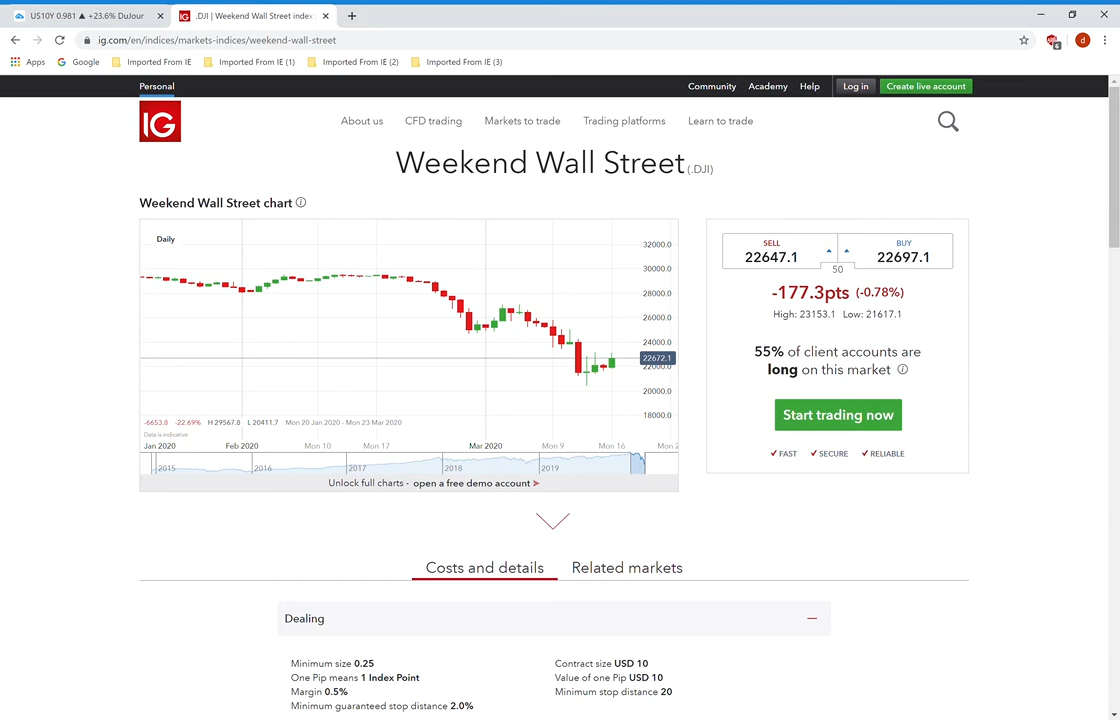 US10Y 0.981 ▲ +23.6% DuJour
.DJI | Weekend Wall Street index
ig.com/en/indices/markets-indices/weekend-wall-street
Apps Google Imported From IE Imported From IE (1) Imported From IE (2) Imported From IE (3)
Personal Community Academy Help Log in Create live account
IG About us CFD trading Markets to trade Trading platforms Learn to trade
Weekend Wall Street (.DJI)
Weekend Wall Street chart
Daily
32000.0
30000.0
28000.0
26000.0
24000.0
22672.1
22000.0
20000.0
18000.0
-6653.8 -22.69% H 29567.8 L 20411.7 Mon 20 Jan 2020 - Mon 23 Mar 2020
Data is indicative
Jan 2020 Feb 2020 Mon 10 Mon 17 Mar 2020 Mon 9 Mon 16 Mon 2
2015 2016 2017 2018 2019
Unlock full charts - open a free demo account
SELL BUY
22647.1 22697.1
50
-177.3pts (-0.78%)
High: 23153.1 Low: 21617.1
55% of client accounts are
long on this market
Start trading now
FAST SECURE RELIABLE
Costs and details Related markets
Dealing
Minimum size 0.25 Contract size USD 10
One Pip means 1 Index Point Value of one Pip USD 10
Margin 0.5% Minimum stop distance 20
Minimum guaranteed stop distance 2.0%